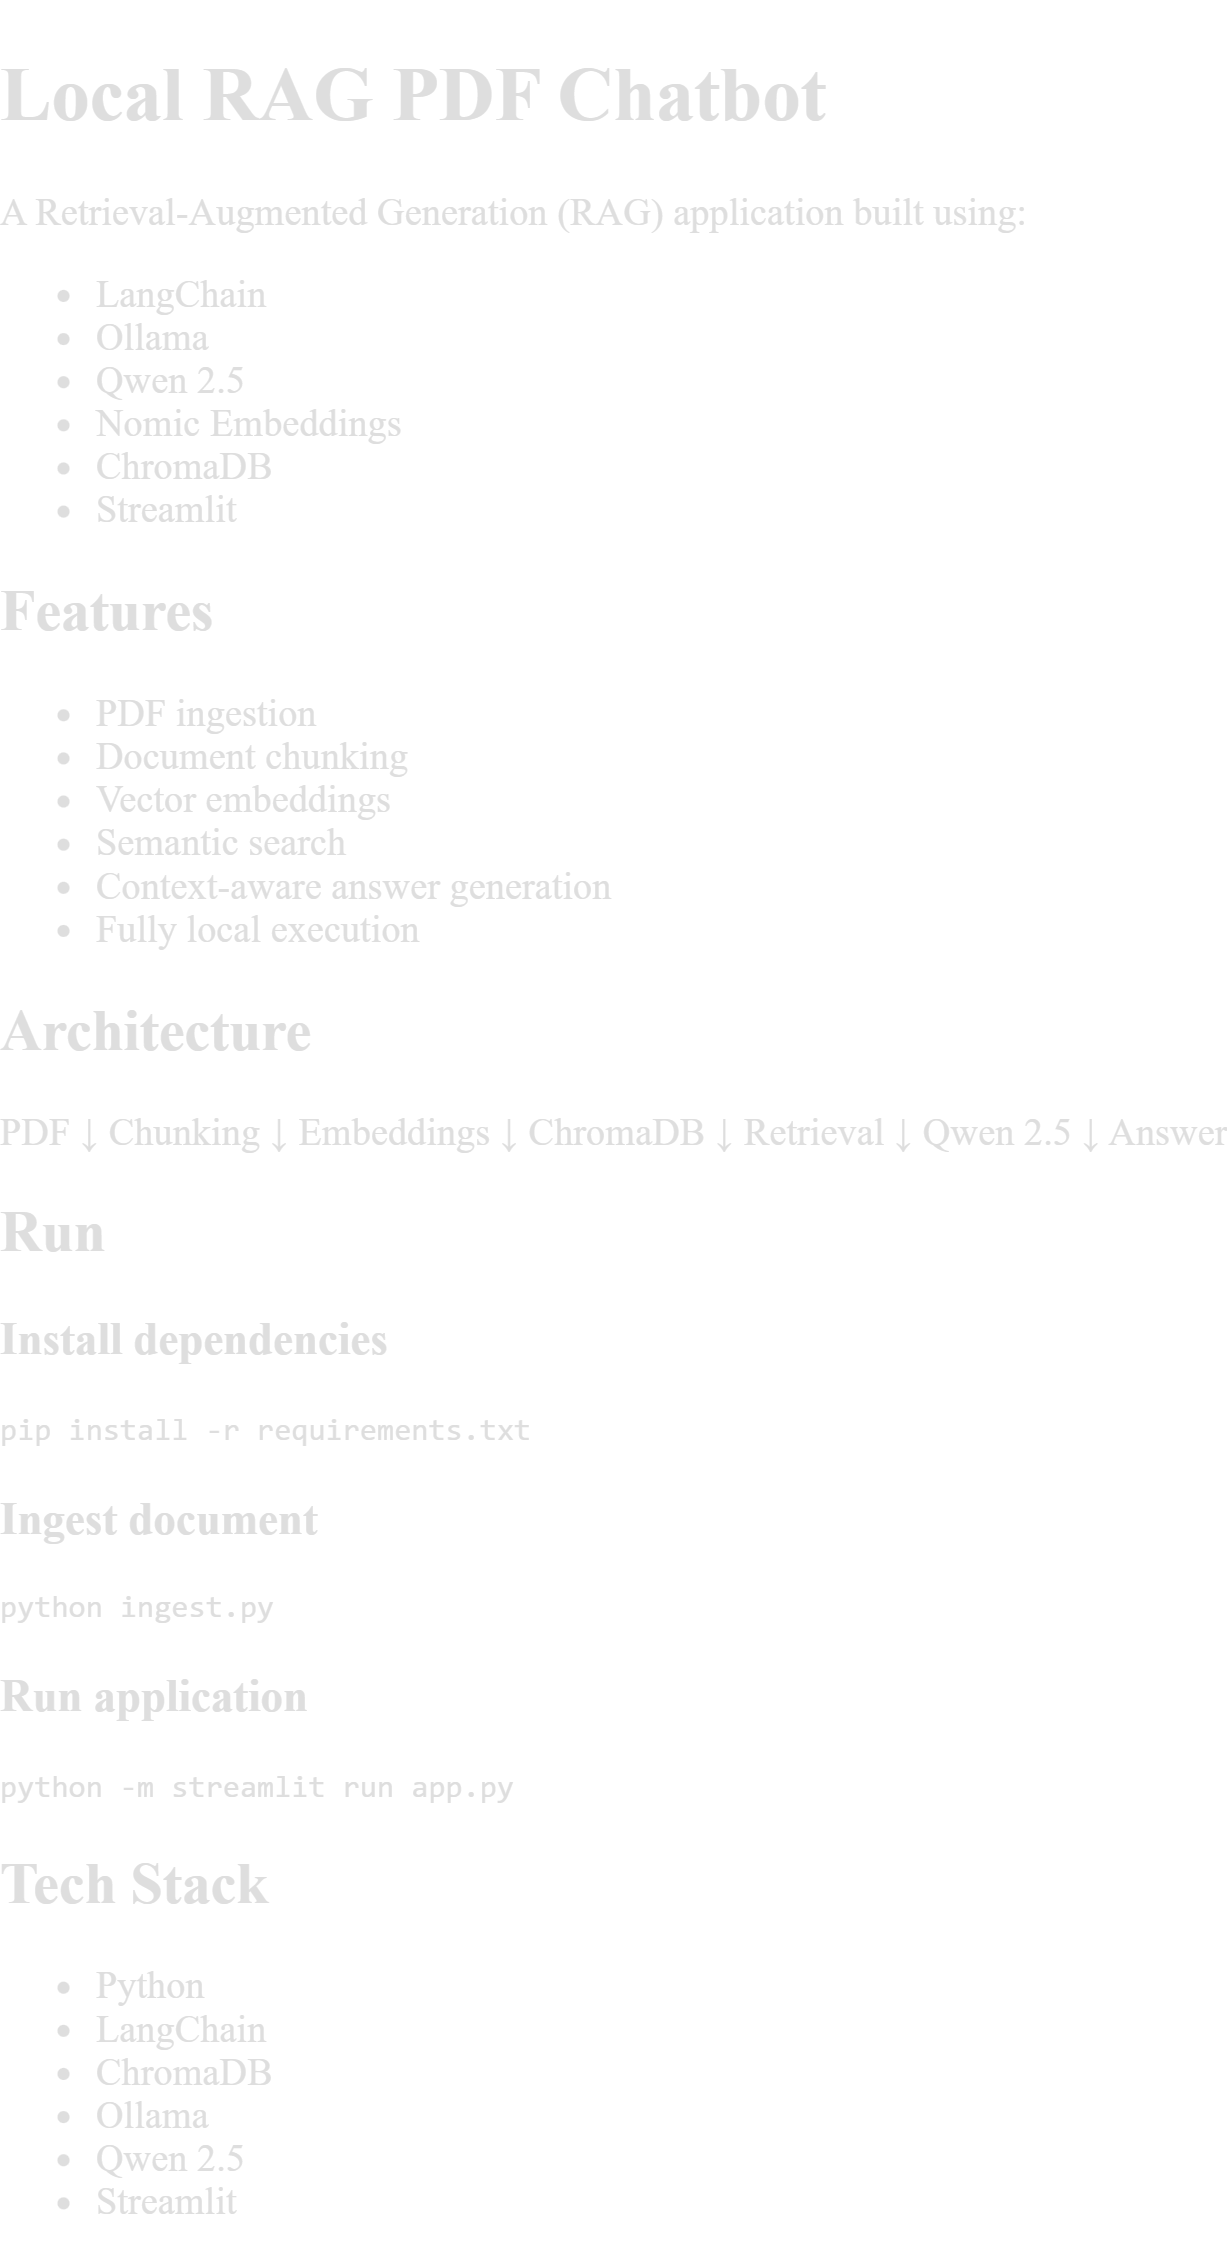 Local RAG PDF Chatbot
A Retrieval-Augmented Generation (RAG) application built using:
• LangChain
• Ollama
• Qwen 2.5
• Nomic Embeddings
• ChromaDB
• Streamlit
Features
• PDF ingestion
• Document chunking
• Vector embeddings
• Semantic search
• Context-aware answer generation
• Fully local execution
Architecture
PDF ↓ Chunking ↓ Embeddings ↓ ChromaDB ↓ Retrieval ↓ Qwen 2.5 ↓ Answer
Run
Install dependencies
pip install -r requirements.txt
Ingest document
python ingest.py
Run application
python -m streamlit run app.py
Tech Stack
• Python
• LangChain
• ChromaDB
• Ollama
• Qwen 2.5
• Streamlit